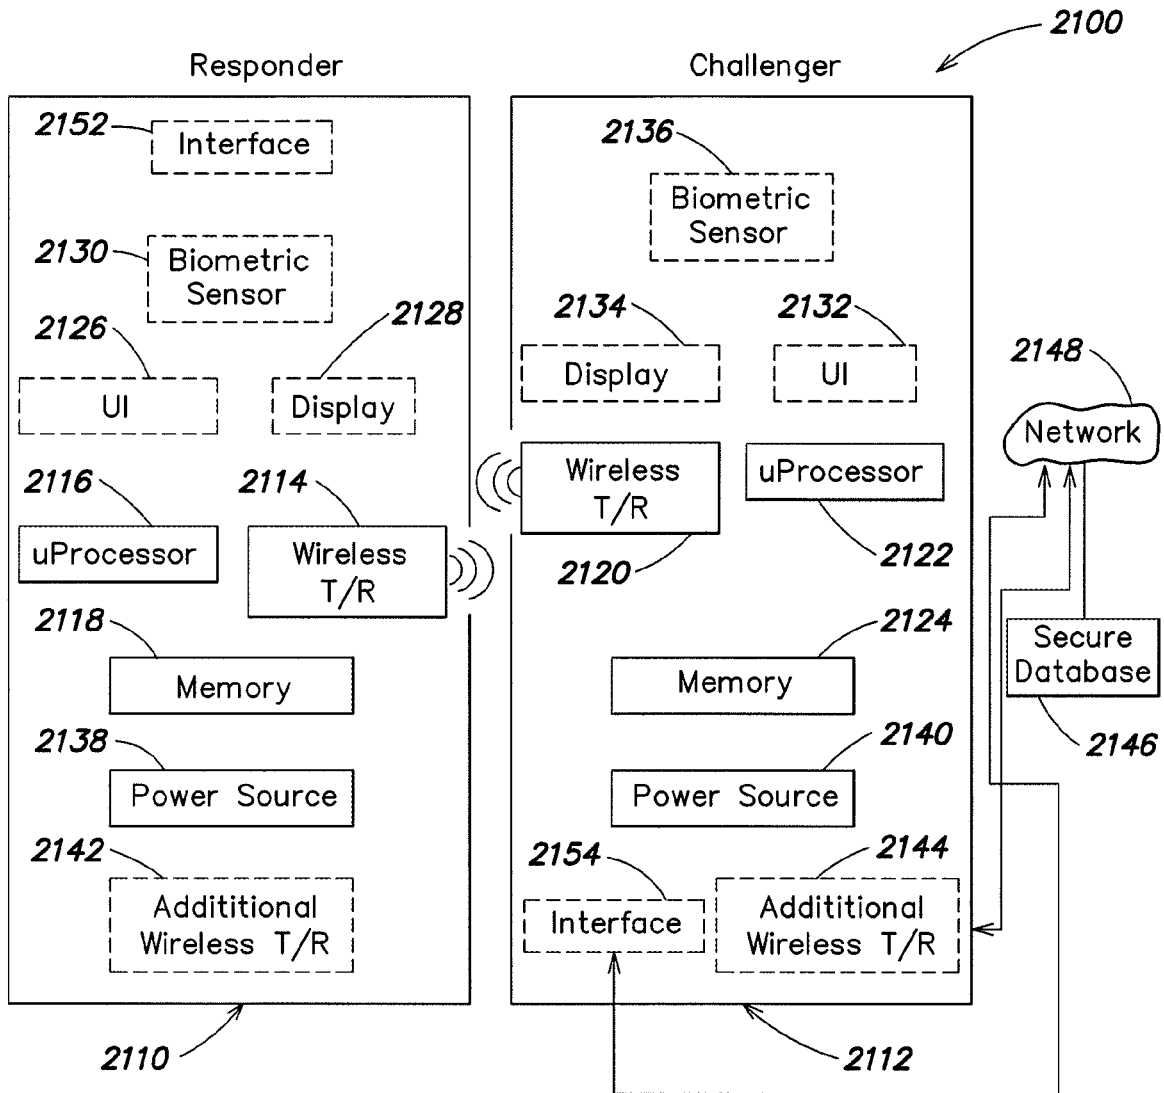 2100
Responder
Challenger
2152
Interface
2136
Biometric
Sensor
2130
Biometric
Sensor
2126
2128
2134
2132
2148
UI
Display
Display
UI
Network
2116
2114
Wireless
T/R
uProcessor
uProcessor
Wireless
T/R
2120
2122
2118
2124
Memory
Memory
Secure
Database
2138
2140
2146
Power Source
Power Source
2142
2154
2144
Addititional
Wireless T/R
Interface
Addititional
Wireless T/R
2110
2112